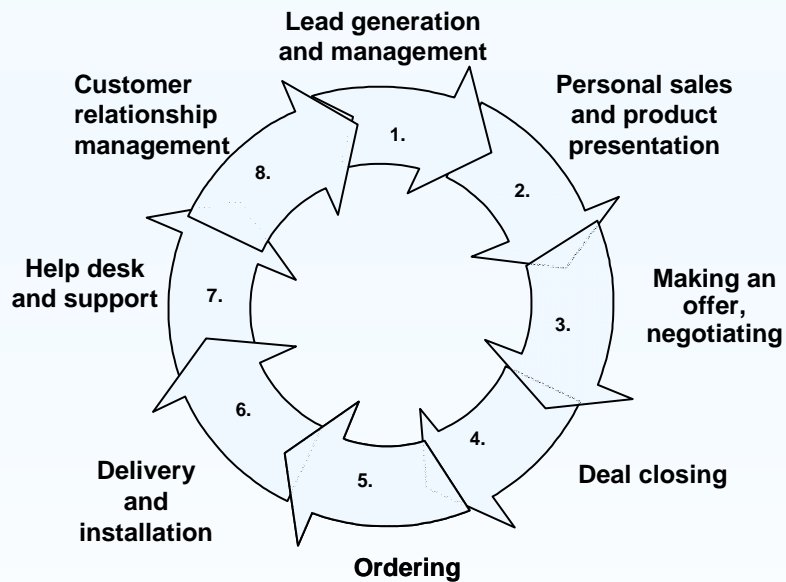 Lead generation
and management
1.
Personal sales
and product
presentation
2.
Making an
offer,
negotiating
3.
Deal closing
4.
Ordering
5.
Delivery
and
installation
6.
Help desk
and support
7.
Customer
relationship
management
8.